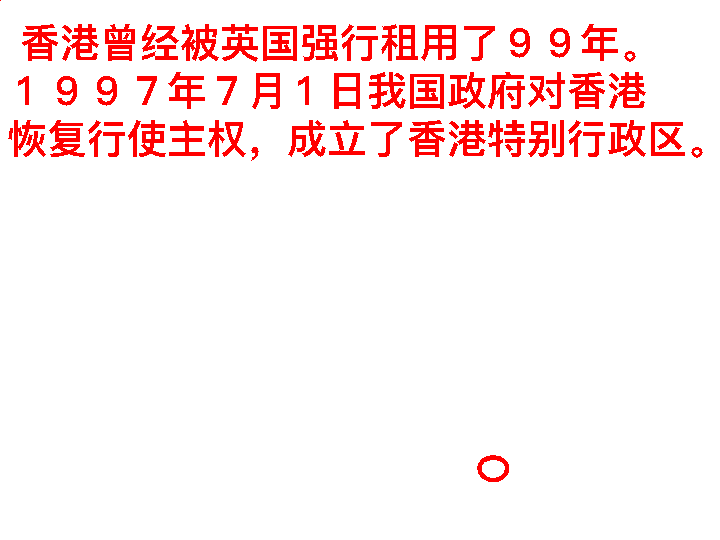 香港曾经被英国强行租用了９９年。
１９９７年７月１日我国政府对香港
恢复行使主权，成立了香港特别行政区。